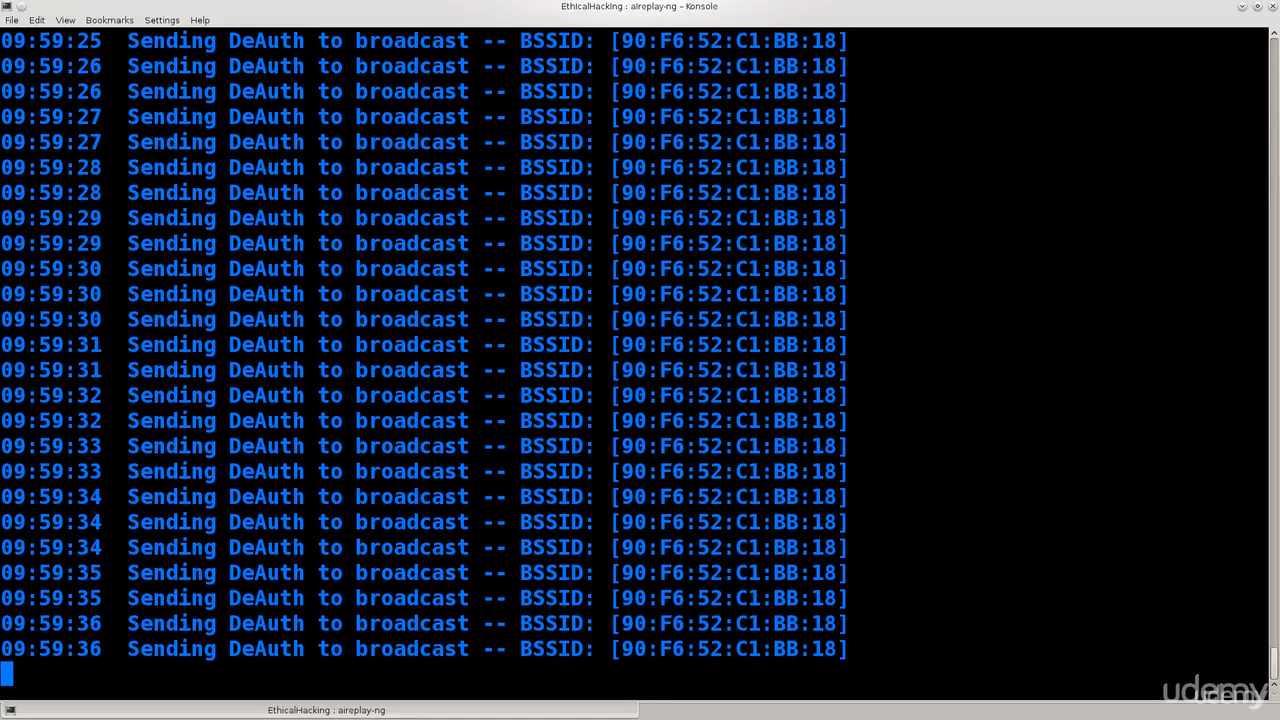 EthicalHacking : aireplay-ng – Konsole
File Edit View Bookmarks Settings Help
09:59:25 Sending DeAuth to broadcast -- BSSID: [90:F6:52:C1:BB:18]
09:59:26 Sending DeAuth to broadcast -- BSSID: [90:F6:52:C1:BB:18]
09:59:26 Sending DeAuth to broadcast -- BSSID: [90:F6:52:C1:BB:18]
09:59:27 Sending DeAuth to broadcast -- BSSID: [90:F6:52:C1:BB:18]
09:59:27 Sending DeAuth to broadcast -- BSSID: [90:F6:52:C1:BB:18]
09:59:28 Sending DeAuth to broadcast -- BSSID: [90:F6:52:C1:BB:18]
09:59:28 Sending DeAuth to broadcast -- BSSID: [90:F6:52:C1:BB:18]
09:59:29 Sending DeAuth to broadcast -- BSSID: [90:F6:52:C1:BB:18]
09:59:29 Sending DeAuth to broadcast -- BSSID: [90:F6:52:C1:BB:18]
09:59:30 Sending DeAuth to broadcast -- BSSID: [90:F6:52:C1:BB:18]
09:59:30 Sending DeAuth to broadcast -- BSSID: [90:F6:52:C1:BB:18]
09:59:30 Sending DeAuth to broadcast -- BSSID: [90:F6:52:C1:BB:18]
09:59:31 Sending DeAuth to broadcast -- BSSID: [90:F6:52:C1:BB:18]
09:59:31 Sending DeAuth to broadcast -- BSSID: [90:F6:52:C1:BB:18]
09:59:32 Sending DeAuth to broadcast -- BSSID: [90:F6:52:C1:BB:18]
09:59:32 Sending DeAuth to broadcast -- BSSID: [90:F6:52:C1:BB:18]
09:59:33 Sending DeAuth to broadcast -- BSSID: [90:F6:52:C1:BB:18]
09:59:33 Sending DeAuth to broadcast -- BSSID: [90:F6:52:C1:BB:18]
09:59:34 Sending DeAuth to broadcast -- BSSID: [90:F6:52:C1:BB:18]
09:59:34 Sending DeAuth to broadcast -- BSSID: [90:F6:52:C1:BB:18]
09:59:34 Sending DeAuth to broadcast -- BSSID: [90:F6:52:C1:BB:18]
09:59:35 Sending DeAuth to broadcast -- BSSID: [90:F6:52:C1:BB:18]
09:59:35 Sending DeAuth to broadcast -- BSSID: [90:F6:52:C1:BB:18]
09:59:36 Sending DeAuth to broadcast -- BSSID: [90:F6:52:C1:BB:18]
09:59:36 Sending DeAuth to broadcast -- BSSID: [90:F6:52:C1:BB:18]
udemy
Udemy
EthicalHacking : aireplay-ng